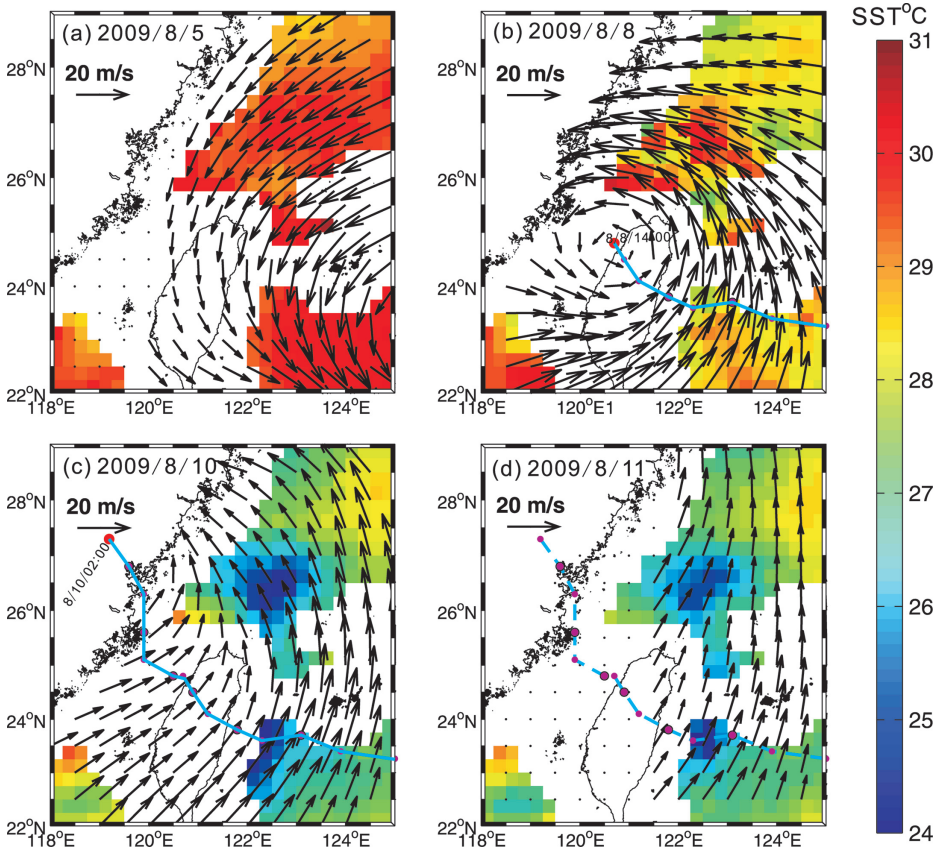 SST°C
(a) 2009/8/5
20 m/s
28°N
26°N
24°N
22°N
118°E 120°E 122°E 124°E
(b) 2009/8/8
20 m/s
8/8/14:00
28°N
26°N
24°N
22°N
118°E 120°E1 122°E 124°E
(c) 2009/8/10
20 m/s
8/10/02:00
28°N
26°N
24°N
22°N
118°E 120°E 122°E 124°E
(d) 2009/8/11
20 m/s
28°N
26°N
24°N
22°N
118°E 120°E 122°E 124°E
31
30
29
28
27
26
25
24